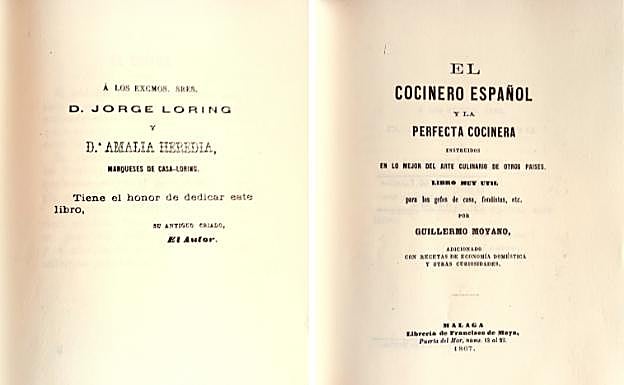 À LOS EXCMOS. SRES.
D. JORGE LORING
Y
D.ª AMALIA HEREDIA,
MARQUESES DE CASA-LORING.
Tiene el honor de dedicar este
libro,
SU ANTIGUO CRIADO,
El Autor.
EL
COCINERO ESPAÑOL
Y LA
PERFECTA COCINERA
INSTRUIDOS
EN LO MEJOR DEL ARTE CULINARIO DE OTROS PAISES.
LIBRO MUY UTIL
para los gefes de casa, fondistas, etc.
POR
GUILLERMO MOYANO,
ADICIONADO
CON RECETAS DE ECONOMÍA DOMÉSTICA
Y OTRAS CURIOSIDADES.
MALAGA
Libreria de Francisco de Moya,
Puerta del Mar, nums.
1867.